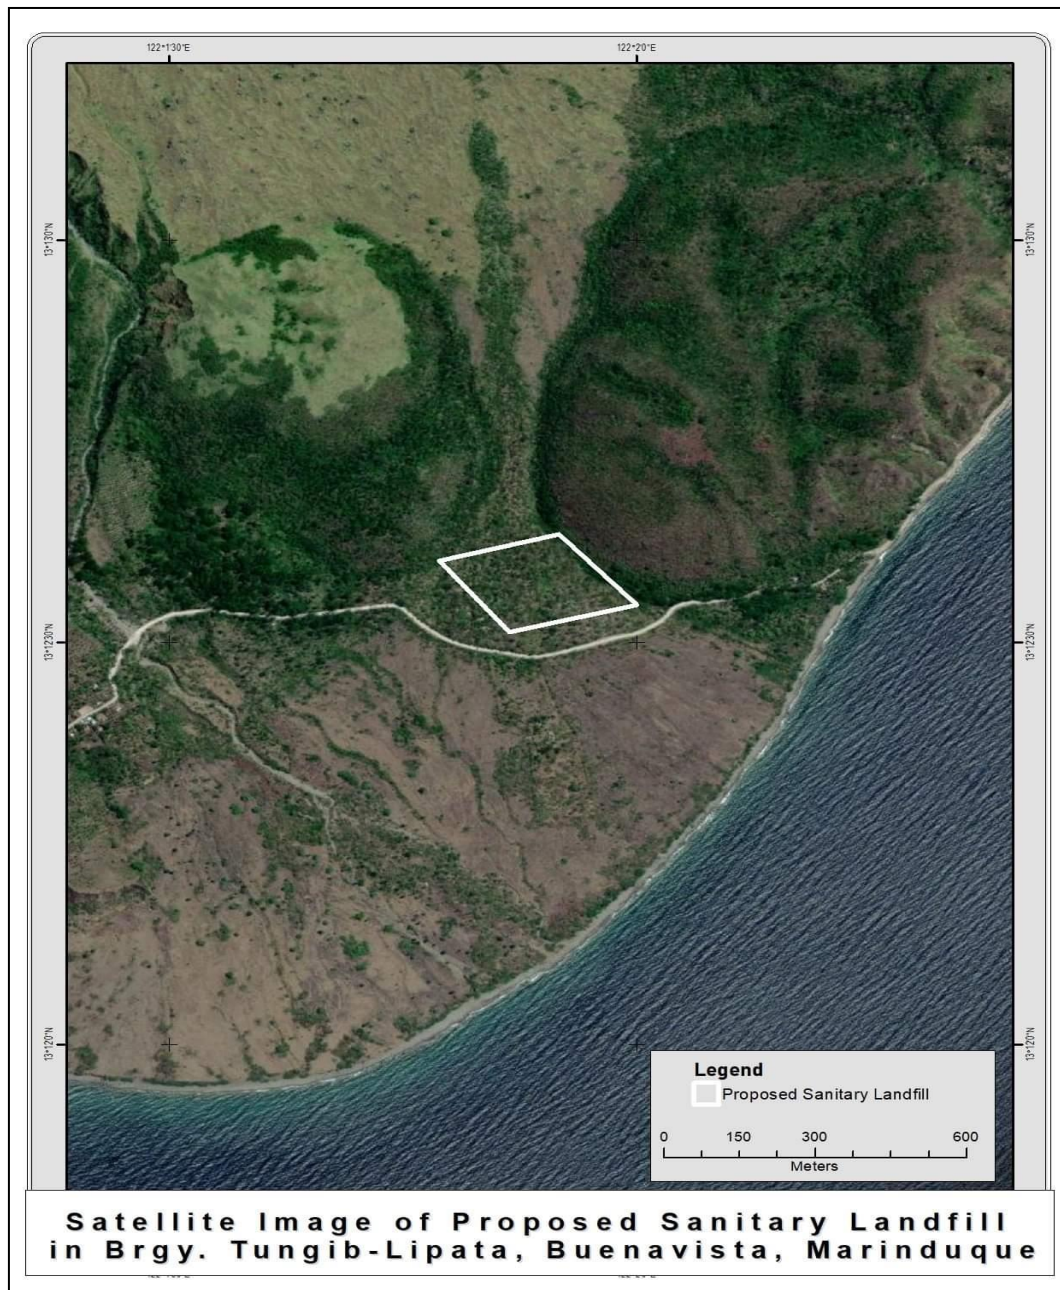 122°1'30"E
122°2'0"E
13°13'0"N
13°13'0"N
13°12'30"N
13°12'30"N
13°12'0"N
13°12'0"N
Legend
Proposed Sanitary Landfill
0 150 300 600
Meters
Satellite Image of Proposed Sanitary Landfill
in Brgy. Tungib-Lipata, Buenavista, Marinduque